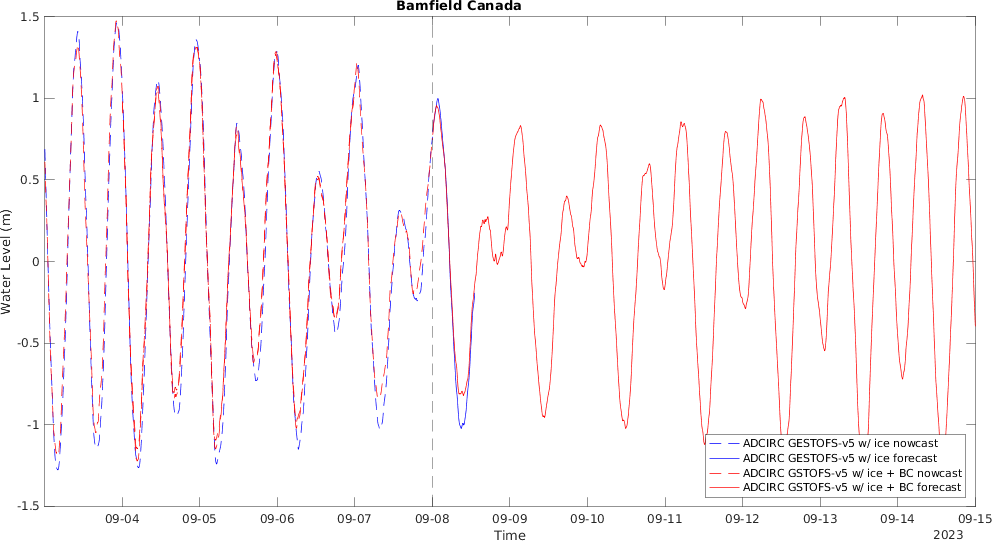 Bamfield Canada
1.5
1
0.5
0
-0.5
-1
-1.5
Water Level (m)
09-04 09-05 09-06 09-07 09-08 09-09 09-10 09-11 09-12 09-13 09-14 09-15
Time
2023
ADCIRC GESTOFS-v5 w/ ice nowcast
ADCIRC GESTOFS-v5 w/ ice forecast
ADCIRC GSTOFS-v5 w/ ice + BC nowcast
ADCIRC GSTOFS-v5 w/ ice + BC forecast